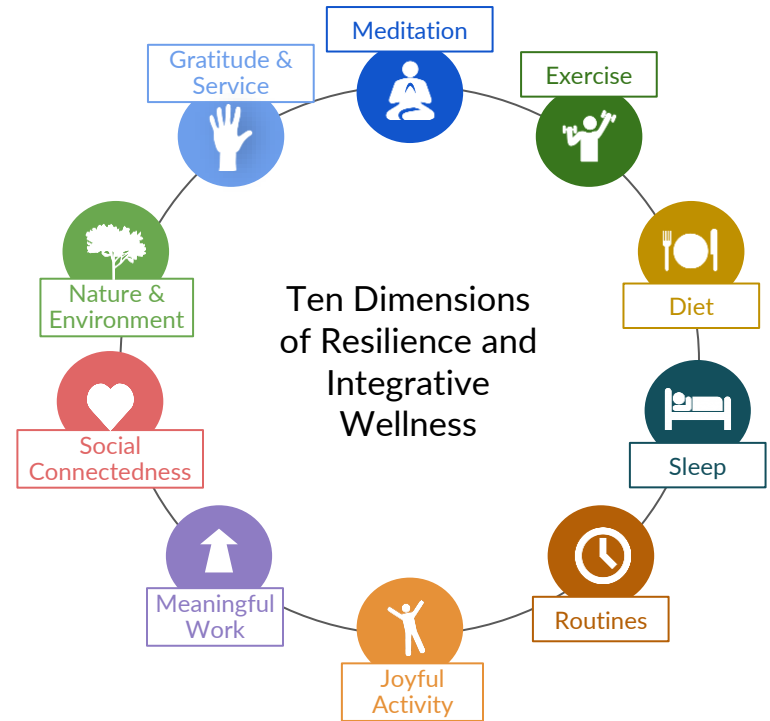 Meditation
Exercise
Diet
Sleep
Routines
Joyful
Activity
Meaningful
Work
Social
Connectedness
Nature &
Environment
Gratitude &
Service
Ten Dimensions
of Resilience and
Integrative
Wellness